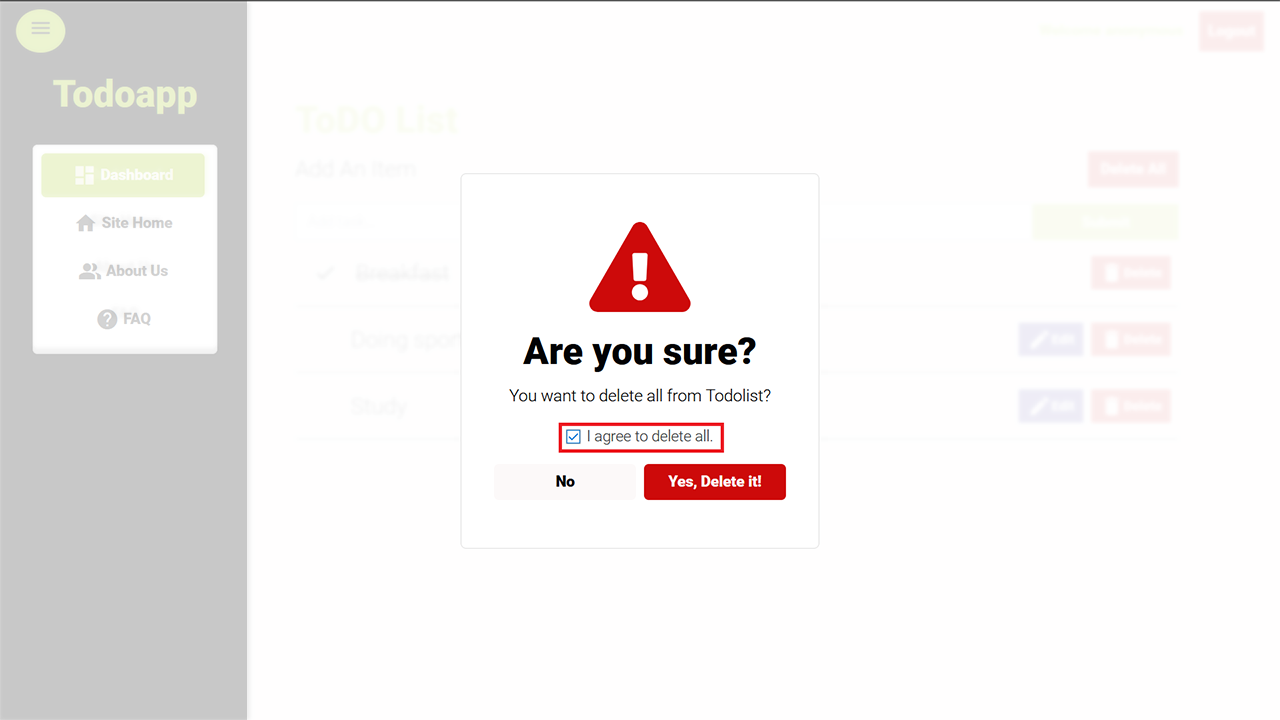 Todoapp
Logout
ToDO List
Dashboard
Add An Item
Delete All
Site Home
About Us
Breakfast
Delete
FAQ
Doing sport
Edit
Delete
Study
Edit
Delete
Are you sure?
You want to delete all from Todolist?
I agree to delete all.
No
Yes, Delete it!